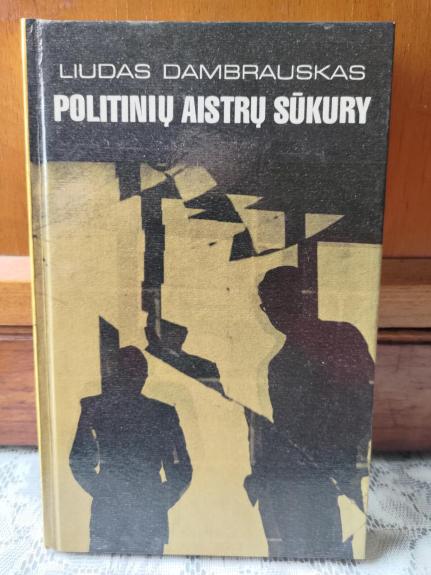 LIUDAS DAMBRAUSKAS
POLITINIŲ AISTRŲ SŪKURY